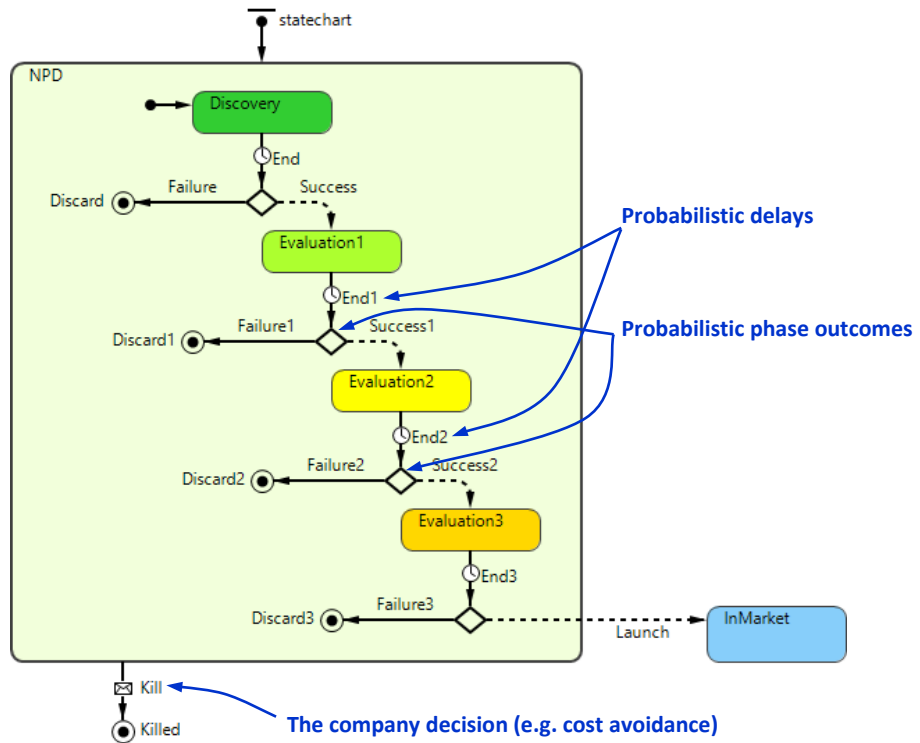 statechart
NPD
Discovery
End
Failure
Success
Discard
Evaluation1
Probabilistic delays
End1
Failure1
Success1
Probabilistic phase outcomes
Discard1
Evaluation2
End2
Failure2
Success2
Discard2
Evaluation3
End3
Failure3
Discard3
Launch
InMarket
Kill
The company decision (e.g. cost avoidance)
Killed